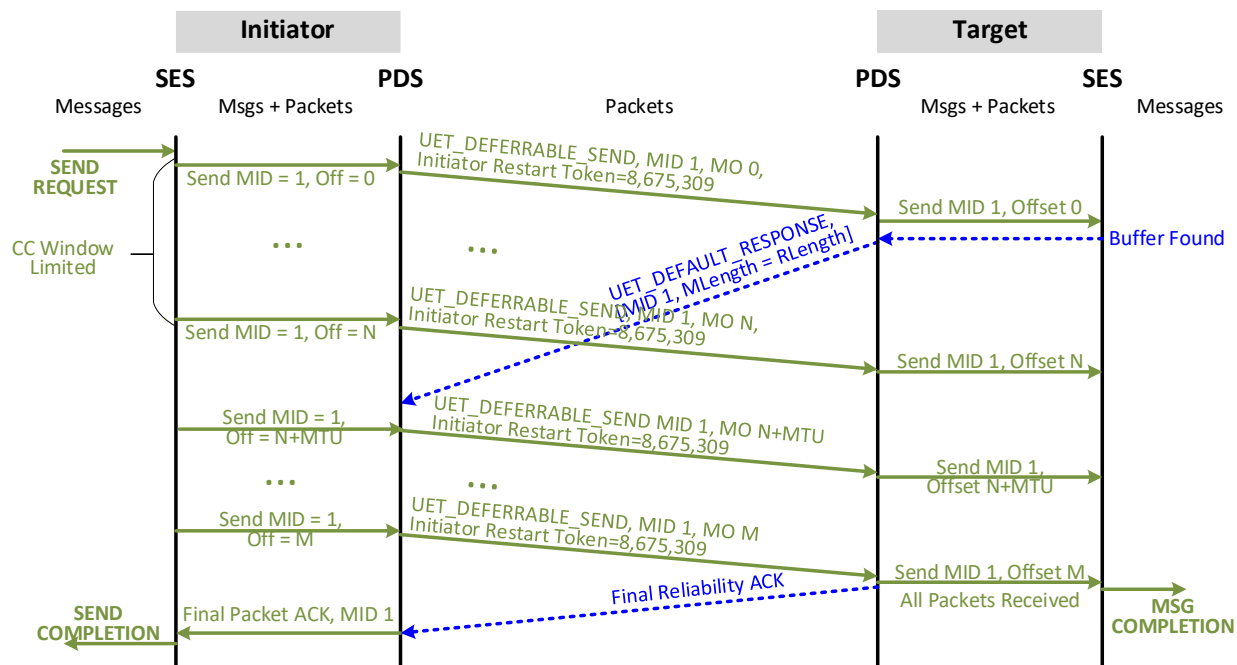 Initiator
Target
SES
PDS
PDS
SES
Messages
Msgs + Packets
Packets
Msgs + Packets
Messages
SEND
REQUEST
Send MID = 1, Off = 0
UET_DEFERRABLE_SEND, MID 1, MO 0,
Initiator Restart Token=8,675,309
Send MID 1, Offset 0
Buffer Found
UET_DEFAULT_RESPONSE,
[MID 1, MLength = RLength]
CC Window
Limited
...
...
Send MID = 1, Off = N
UET_DEFERRABLE_SEND, MID 1, MO N,
Initiator Restart Token=8,675,309
Send MID 1, Offset N
Send MID = 1,
Off = N+MTU
UET_DEFERRABLE_SEND MID 1, MO N+MTU
Initiator Restart Token=8,675,309
Send MID 1,
Offset N+MTU
...
...
Send MID = 1,
Off = M
UET_DEFERRABLE_SEND, MID 1, MO M
Initiator Restart Token=8,675,309
Send MID 1, Offset M
All Packets Received
MSG
COMPLETION
Final Reliability ACK
Final Packet ACK, MID 1
SEND
COMPLETION